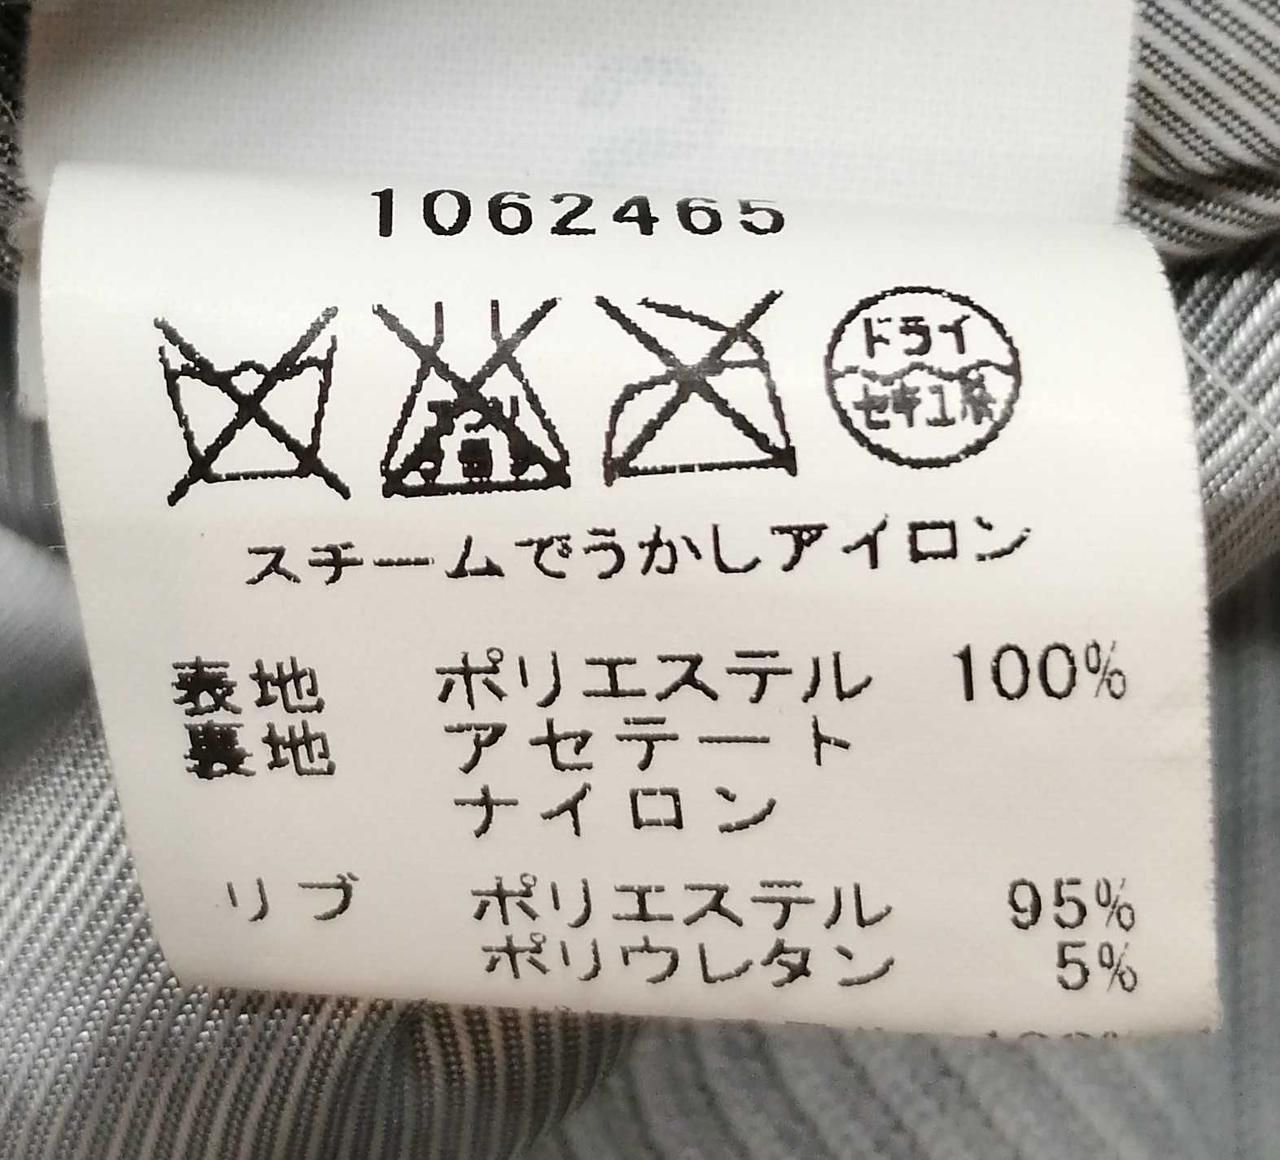 1062465
ドライ
セキユ系
スチームでうかしアイロン
表地 ポリエステル 100%
裏地 アセテート
ナイロン
リブ ポリエステル 95%
ポリウレタン 5%